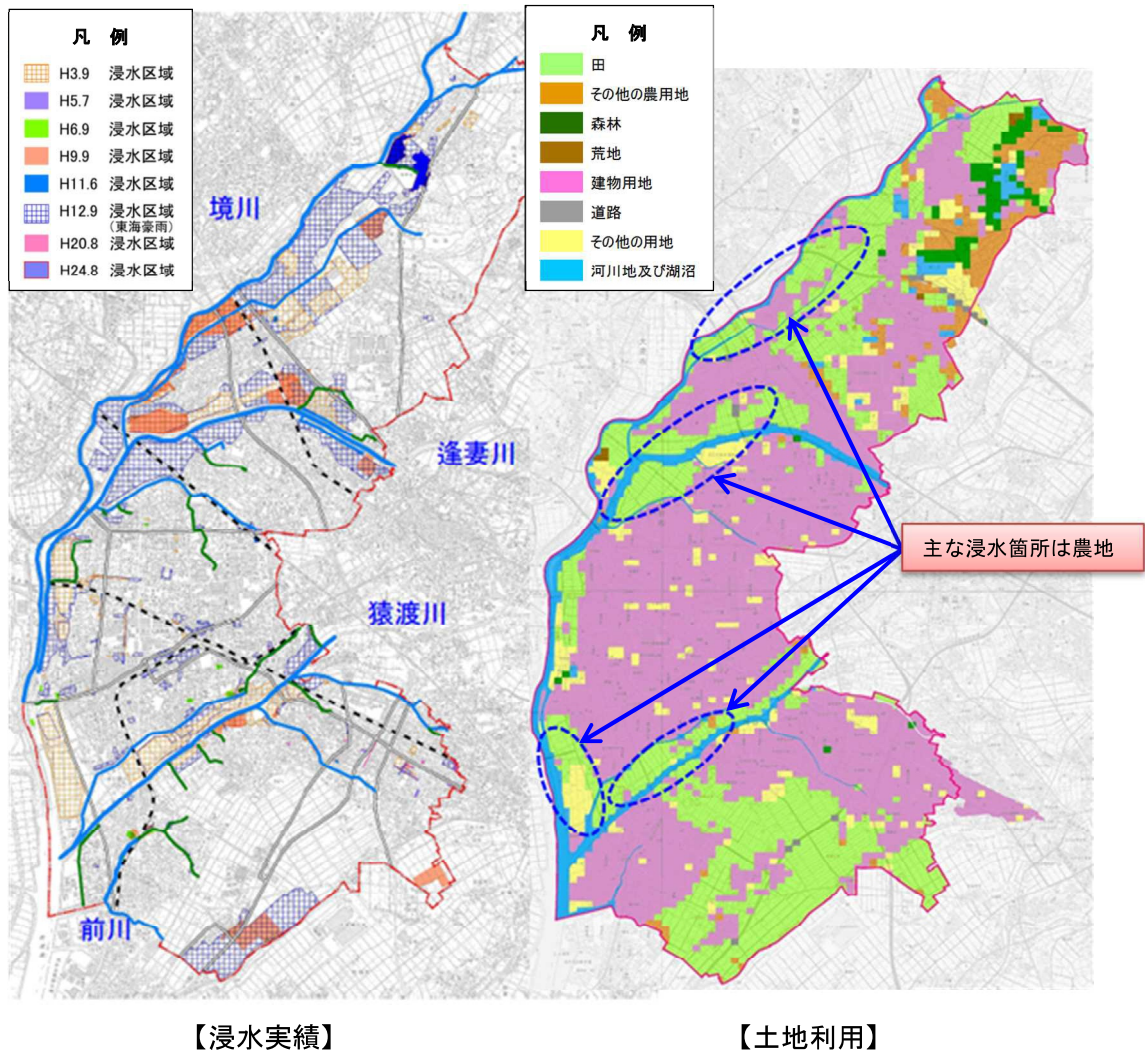 凡 例
H3.9 浸水区域
H5.7 浸水区域
H6.9 浸水区域
H9.9 浸水区域
H11.6 浸水区域
H12.9 浸水区域
(東海豪雨)
H20.8 浸水区域
H24.8 浸水区域
境川
逢妻川
猿渡川
前川
【浸水実績】
凡 例
田
その他の農用地
森林
荒地
建物用地
道路
その他の用地
河川地及び湖沼
主な浸水箇所は農地
【土地利用】